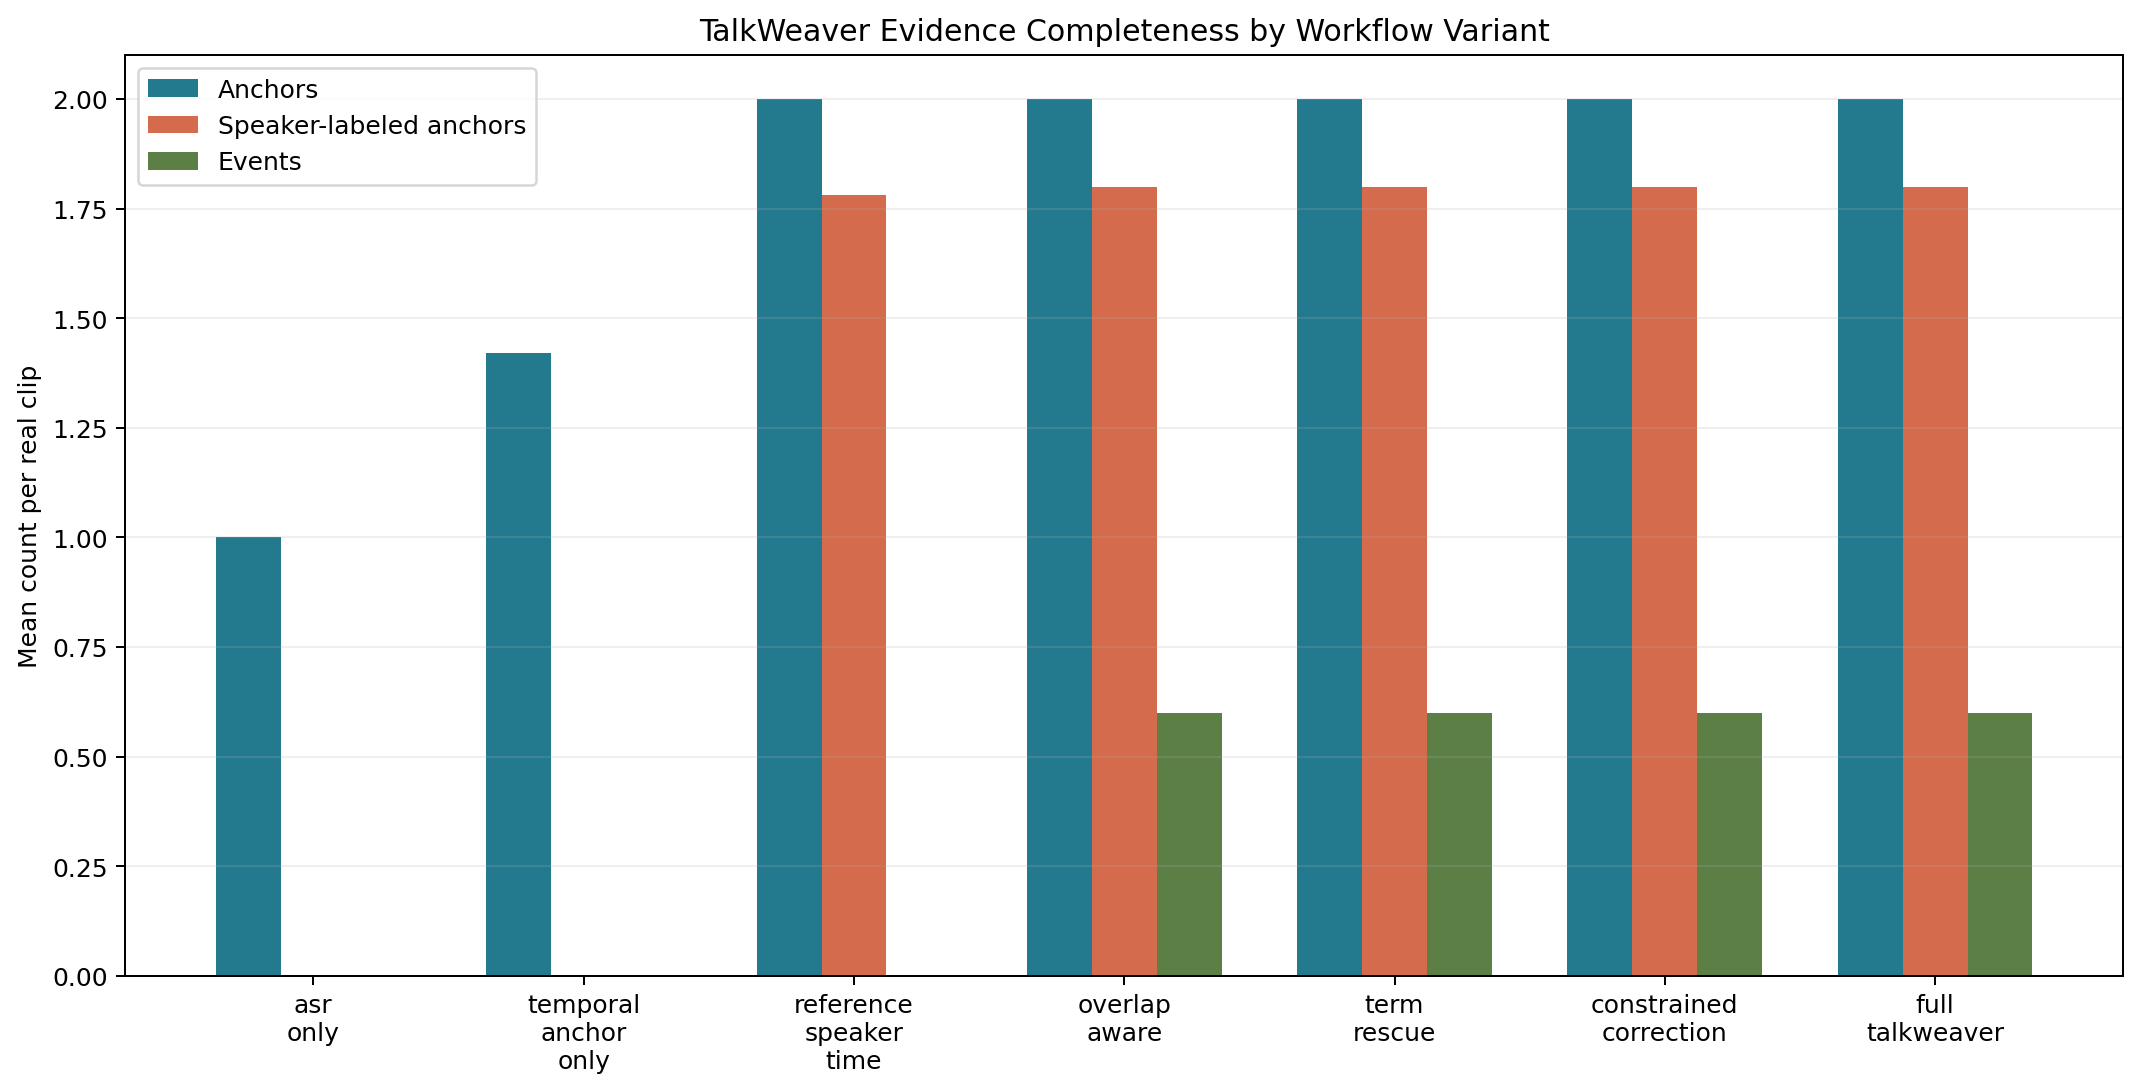 TalkWeaver Evidence Completeness by Workflow Variant
Anchors
Speaker-labeled anchors
Events
Mean count per real clip
2.00
1.75
1.50
1.25
1.00
0.75
0.50
0.25
0.00
asr
only
temporal
anchor
only
reference
speaker
time
overlap
aware
term
rescue
constrained
correction
full
talkweaver